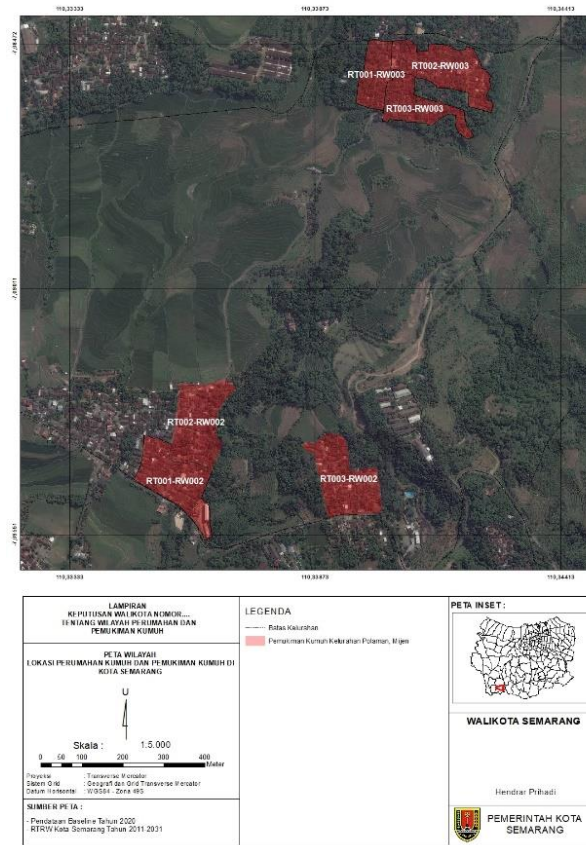 110,33333
110,33873
110,34413
-7,08472
RT002-RW003
RT001-RW003
RT003-RW003
RT002-RW002
RT001-RW002
RT003-RW002
110,33333
110,33873
110,34413
LAMPIRAN
KEPUTUSAN WALIKOTA NOMOR....
TENTANG WILAYAH PERUMAHAN DAN
PEMUKIMAN KUMUH
PETA WILAYAH
LOKASI PERUMAHAN KUMUH DAN PEMUKIMAN KUMUH DI
KOTA SEMARANG
U
Skala : 1:5.000
0 50 100 200 300 400
Meter
Proyeksi : Transverse Mercator
Sistem Grid : Geografi dan Grid Transverse Mercator
Datum Horisontal : WGS84 - Zona 49S
SUMBER PETA :
- Pendataan Baseline Tahun 2020
- RTRW Kota Semarang Tahun 2011-2031
LEGENDA
Batas Kelurahan
Pemukiman Kumuh Kelurahan Polaman, Mijen
PETA INSET :
WALIKOTA SEMARANG
Hendrar Prihadi
PEMERINTAH KOTA
SEMARANG